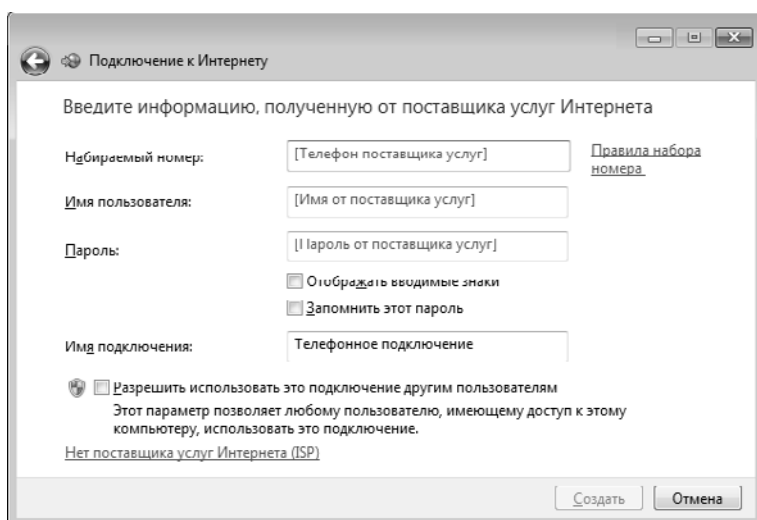 Подключение к Интернету
Введите информацию, полученную от поставщика услуг Интернета
Набираемый номер:
[Телефон поставщика услуг]
Правила набора
номера
Имя пользователя:
[Имя от поставщика услуг]
Пароль:
[Пароль от поставщика услуг]
Отображать вводимые знаки
Запомнить этот пароль
Имя подключения:
Телефонное подключение
Разрешить использовать это подключение другим пользователям
Этот параметр позволяет любому пользователю, имеющему доступ к этому
компьютеру, использовать это подключение.
Нет поставщика услуг Интернета (ISP)
Создать
Отмена